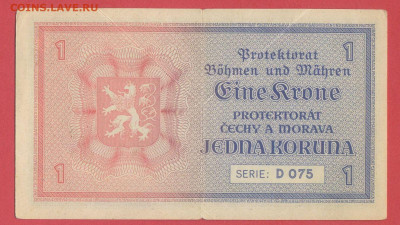 COINS.LAVE.RU
1 1
Protektorat
Böhmen und Mähren
Eine Krone
PROTEKTORÁT
ČECHY A MORAVA
JEDNA KORUNA
SERIE: D 075
1 1